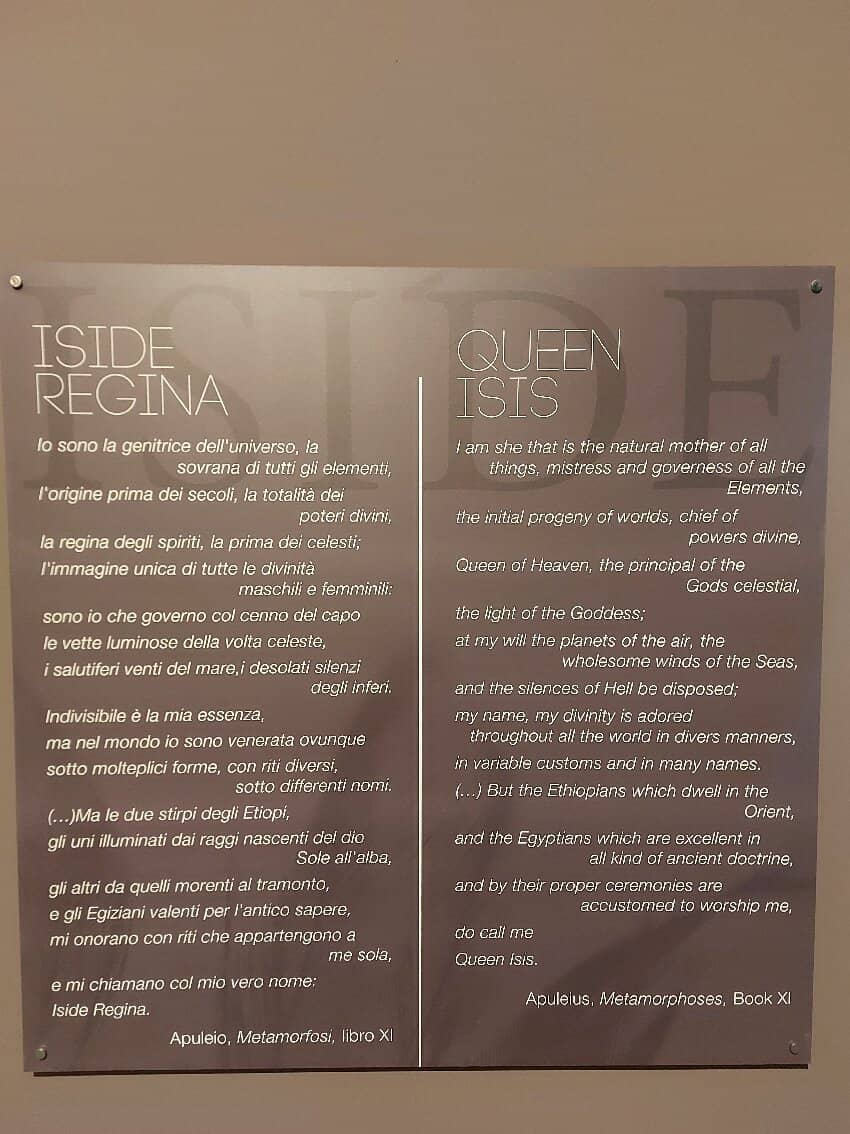 ISIDE
ISIDE
REGINA
Io sono la genitrice dell'universo, la
sovrana di tutti gli elementi,
l'origine prima dei secoli, la totalità dei
poteri divini,
la regina degli spiriti, la prima dei celesti;
l'immagine unica di tutte le divinità
maschili e femminili:
sono io che governo col cenno del capo
le vette luminose della volta celeste,
i salutiferi venti del mare,i desolati silenzi
degli inferi.
Indivisibile è la mia essenza,
ma nel mondo io sono venerata ovunque
sotto molteplici forme, con riti diversi,
sotto differenti nomi.
(...)Ma le due stirpi degli Etiopi,
gli uni illuminati dai raggi nascenti del dio
Sole all'alba,
gli altri da quelli morenti al tramonto,
e gli Egiziani valenti per l'antico sapere,
mi onorano con riti che appartengono a
me sola,
e mi chiamano col mio vero nome:
Iside Regina.
Apuleio, Metamorfosi, libro XI
QUEEN
ISIS
I am she that is the natural mother of all
things, mistress and governess of all the
Elements,
the initial progeny of worlds, chief of
powers divine,
Queen of Heaven, the principal of the
Gods celestial,
the light of the Goddess;
at my will the planets of the air, the
wholesome winds of the Seas,
and the silences of Hell be disposed;
my name, my divinity is adored
throughout all the world in divers manners,
in variable customs and in many names.
(...) But the Ethiopians which dwell in the
Orient,
and the Egyptians which are excellent in
all kind of ancient doctrine,
and by their proper ceremonies are
accustomed to worship me,
do call me
Queen Isis.
Apuleius, Metamorphoses, Book XI